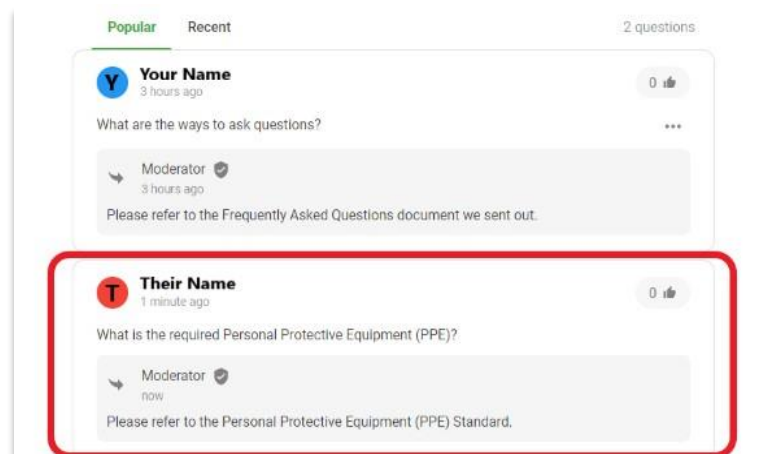 Popular Recent 2 questions
Y Your Name 0
3 hours ago
What are the ways to ask questions?
Moderator
3 hours ago
Please refer to the Frequently Asked Questions document we sent out.
T Their Name 0
1 minute ago
What is the required Personal Protective Equipment (PPE)?
Moderator
now
Please refer to the Personal Protective Equipment (PPE) Standard.